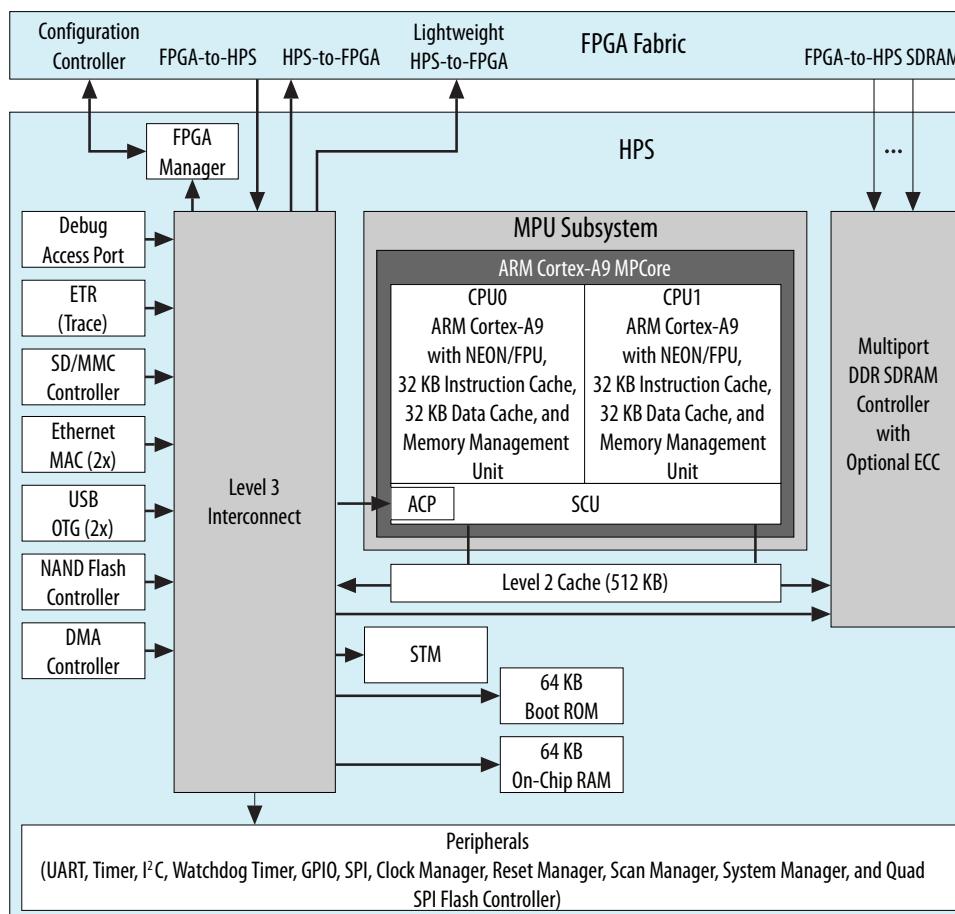 Configuration
Controller
FPGA-to-HPS
HPS-to-FPGA
Lightweight
HPS-to-FPGA
FPGA Fabric
FPGA-to-HPS SDRAM
FPGA
Manager
HPS
...
Debug
Access Port
ETR
(Trace)
SD/MMC
Controller
Ethernet
MAC (2x)
USB
OTG (2x)
NAND Flash
Controller
DMA
Controller
Level 3
Interconnect
MPU Subsystem
ARM Cortex-A9 MPCore
CPU0
ARM Cortex-A9
with NEON/FPU,
32 KB Instruction Cache,
32 KB Data Cache, and
Memory Management
Unit
CPU1
ARM Cortex-A9
with NEON/FPU,
32 KB Instruction Cache,
32 KB Data Cache, and
Memory Management
Unit
ACP
SCU
Level 2 Cache (512 KB)
Multiport
DDR SDRAM
Controller
with
Optional ECC
STM
64 KB
Boot ROM
64 KB
On-Chip RAM
Peripherals
(UART, Timer, I²C, Watchdog Timer, GPIO, SPI, Clock Manager, Reset Manager, Scan Manager, System Manager, and Quad
SPI Flash Controller)